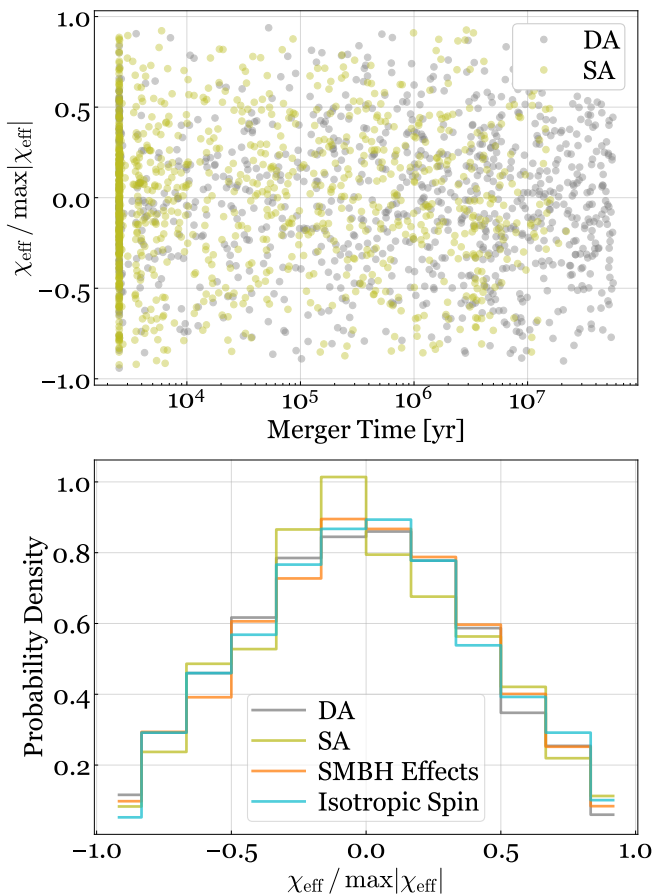 1.0
0.5
0.0
−0.5
−1.0
χeff / max|χeff|
DA
SA
10⁴ 10⁵ 10⁶ 10⁷
Merger Time [yr]
1.0
0.8
0.6
0.4
0.2
Probability Density
DA
SA
SMBH Effects
Isotropic Spin
−1.0 −0.5 0.0 0.5 1.0
χeff / max|χeff|